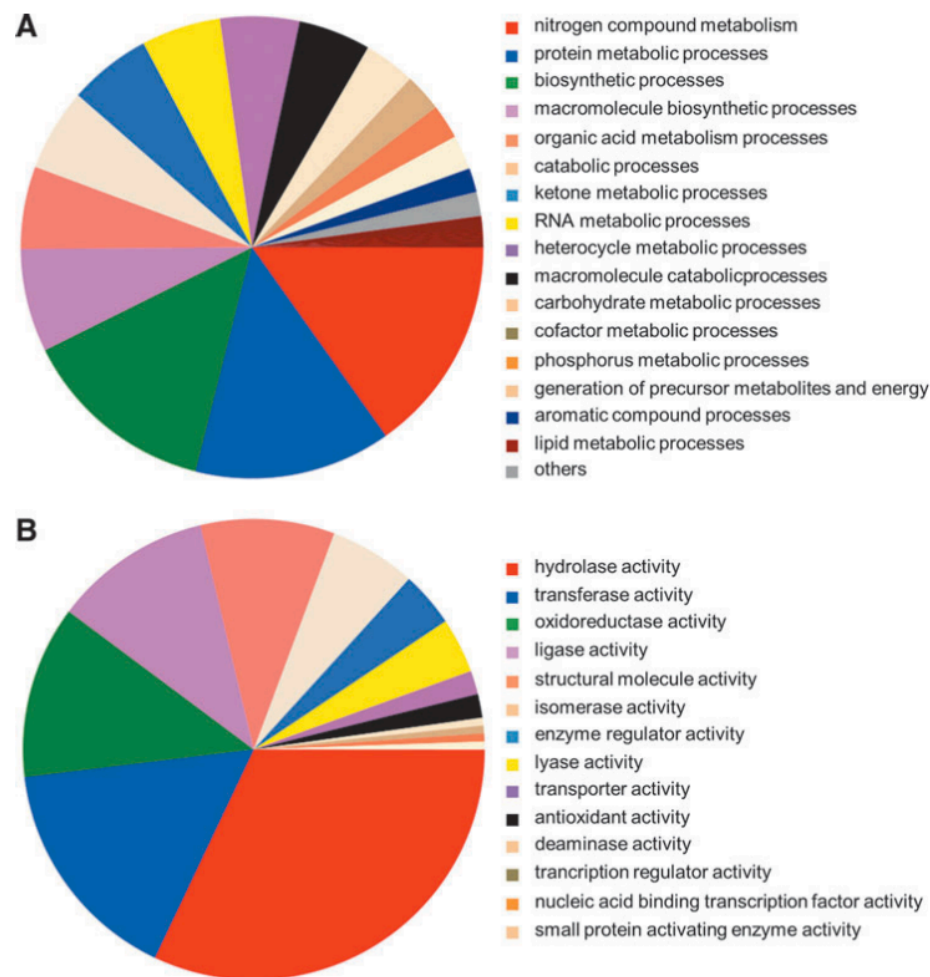 A
nitrogen compound metabolism
protein metabolic processes
biosynthetic processes
macromolecule biosynthetic processes
organic acid metabolism processes
catabolic processes
ketone metabolic processes
RNA metabolic processes
heterocycle metabolic processes
macromolecule catabolicprocesses
carbohydrate metabolic processes
cofactor metabolic processes
phosphorus metabolic processes
generation of precursor metabolites and energy
aromatic compound processes
lipid metabolic processes
others
B
hydrolase activity
transferase activity
oxidoreductase activity
ligase activity
structural molecule activity
isomerase activity
enzyme regulator activity
lyase activity
transporter activity
antioxidant activity
deaminase activity
trancription regulator activity
nucleic acid binding transcription factor activity
small protein activating enzyme activity